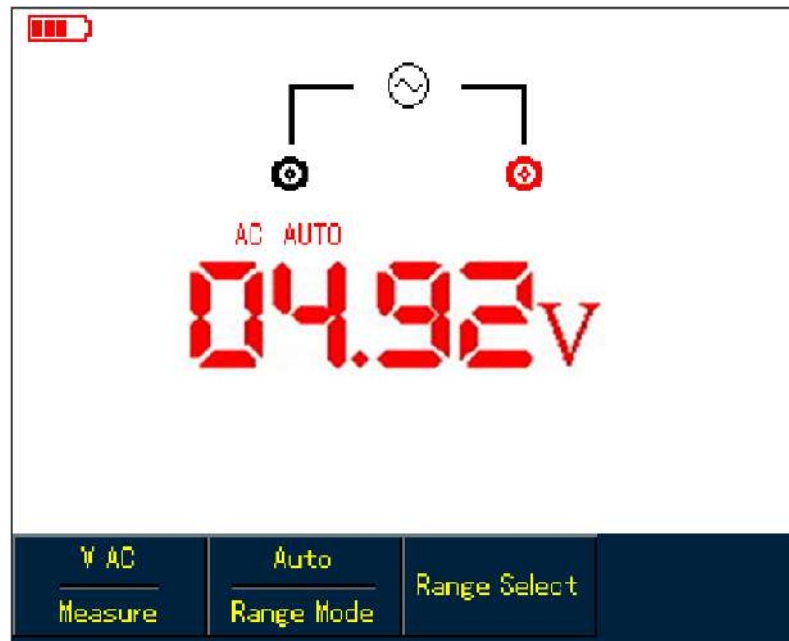 AC AUTO
04.92V
V AC
Measure
Auto
Range Mode
Range Select